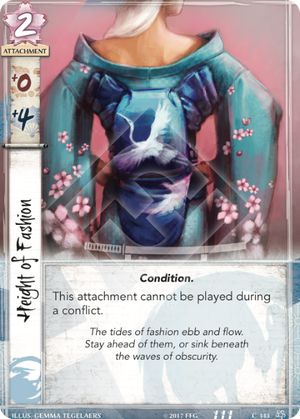 2
ATTACHMENT
+0
+4
Height of Fashion
Condition.
This attachment cannot be played during
a conflict.
The tides of fashion ebb and flow.
Stay ahead of them, or sink beneath
the waves of obscurity.
ILLUS. GEMMA TEGELAERS
© 2017 FFG
111